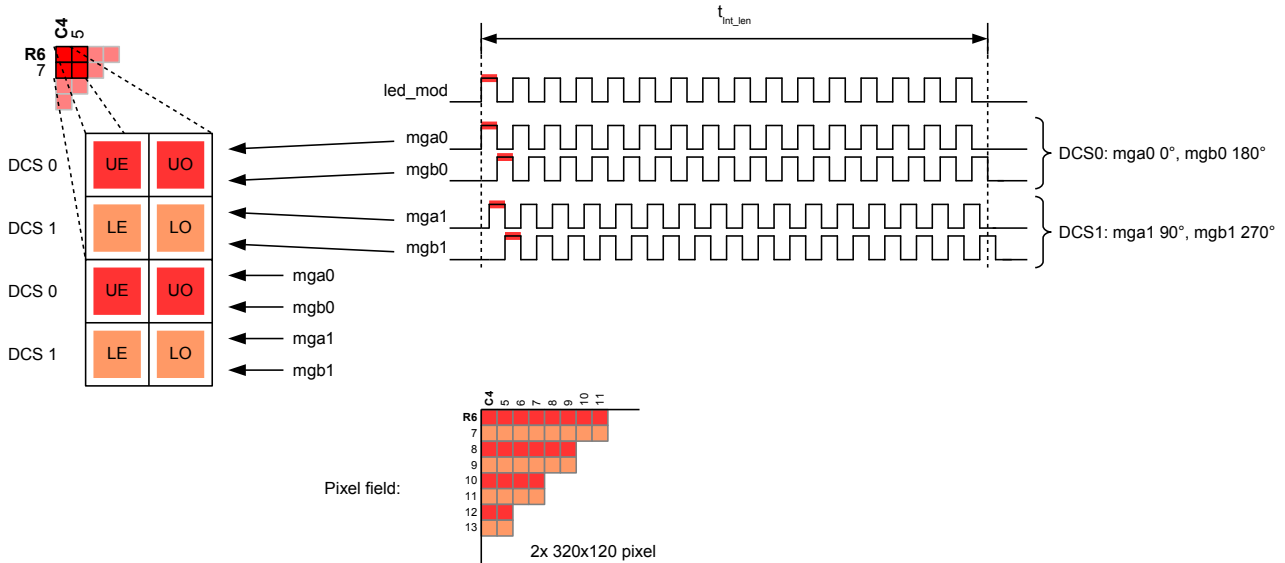 C4
5
R6
7
t Int_len
led_mod
mga0
mgb0
DCS0: mga0 0°, mgb0 180°
mga1
mgb1
DCS1: mga1 90°, mgb1 270°
DCS 0
UE UO
DCS 1
LE LO
DCS 0
UE UO
DCS 1
LE LO
mga0
mgb0
mga1
mgb1
C4 5 6 7 8 9 10 11
R6
7
8
9
10
11
12
13
Pixel field:
2x 320x120 pixel